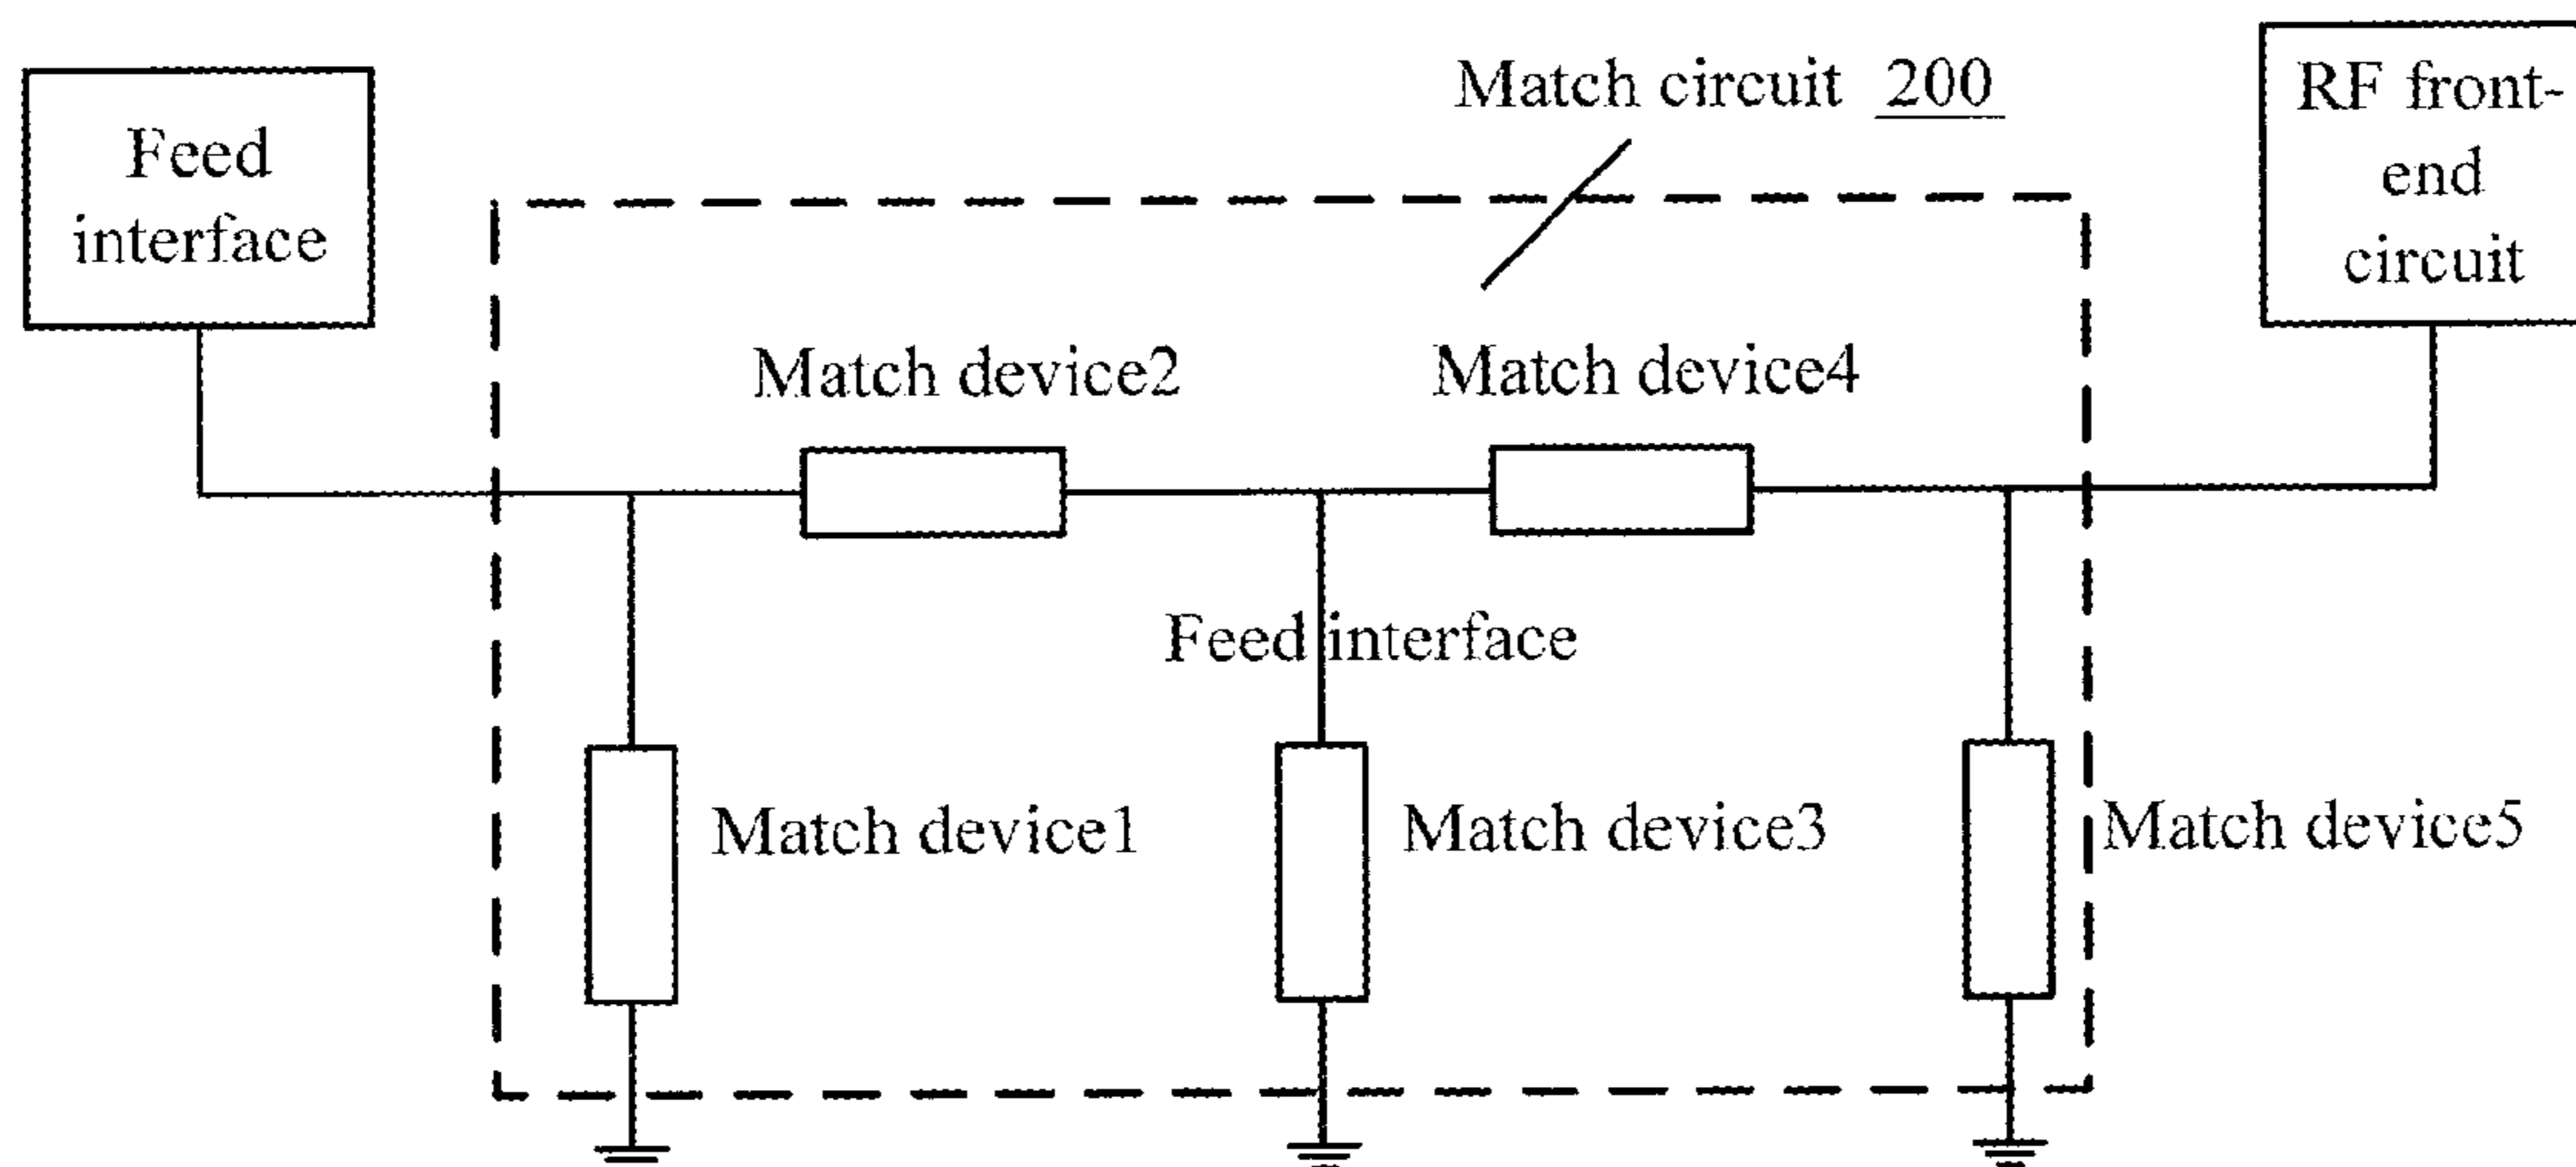 Match circuit 200
Feed
interface
RF front-
end
circuit
Match device2
Match device4
Feed interface
Match device1
Match device3
Match device5